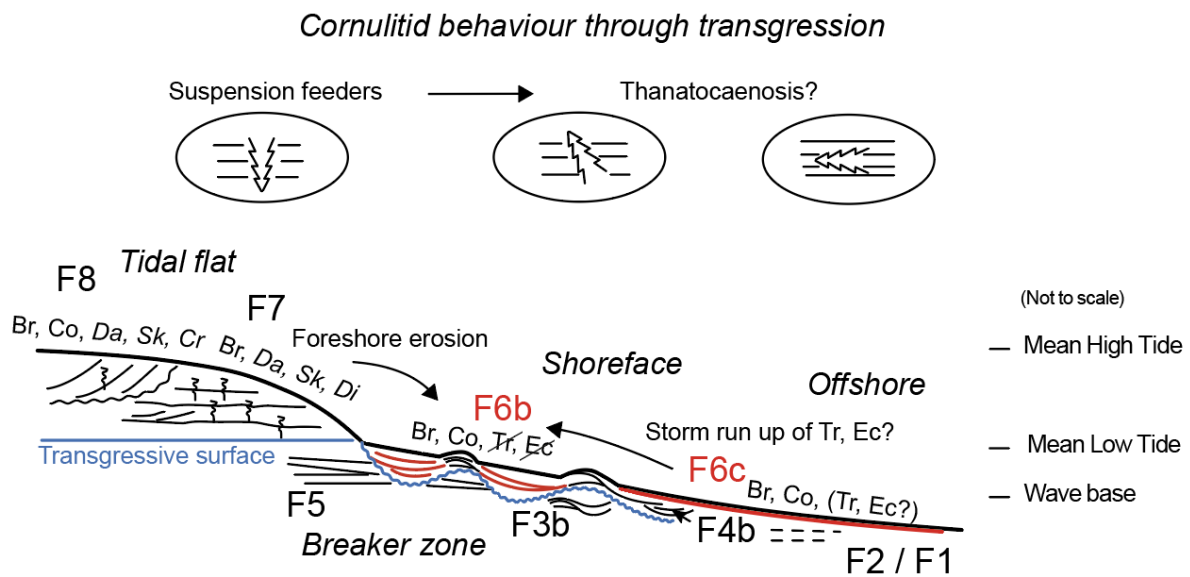 Cornulitid behaviour through transgression
Suspension feeders
Thanatocaenosis?
Tidal flat
F8
F7
(Not to scale)
Br, Co, Da, Sk, Cr
Br, Da, Sk, Di
Foreshore erosion
Mean High Tide
Shoreface
Offshore
F6b
Br, Co, Tr, Ec
Storm run up of Tr, Ec?
Mean Low Tide
Transgressive surface
F6c
Br, Co, (Tr, Ec?)
Wave base
F5
F3b
F4b
Breaker zone
F2 / F1